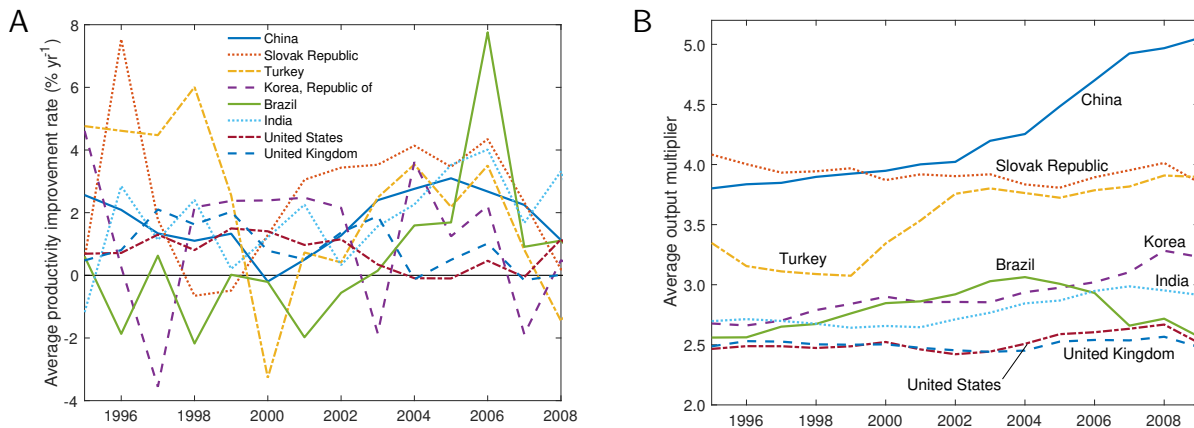 A
Average productivity improvement rate (% yr⁻¹)
8
6
4
2
0
-2
-4
1996 1998 2000 2002 2004 2006 2008
China
Slovak Republic
Turkey
Korea, Republic of
Brazil
India
United States
United Kingdom
B
Average output multiplier
5.0
4.5
4.0
3.5
3.0
2.5
2.0
1996 1998 2000 2002 2004 2006 2008
China
Slovak Republic
Turkey
Korea
Brazil
India
United Kingdom
United States